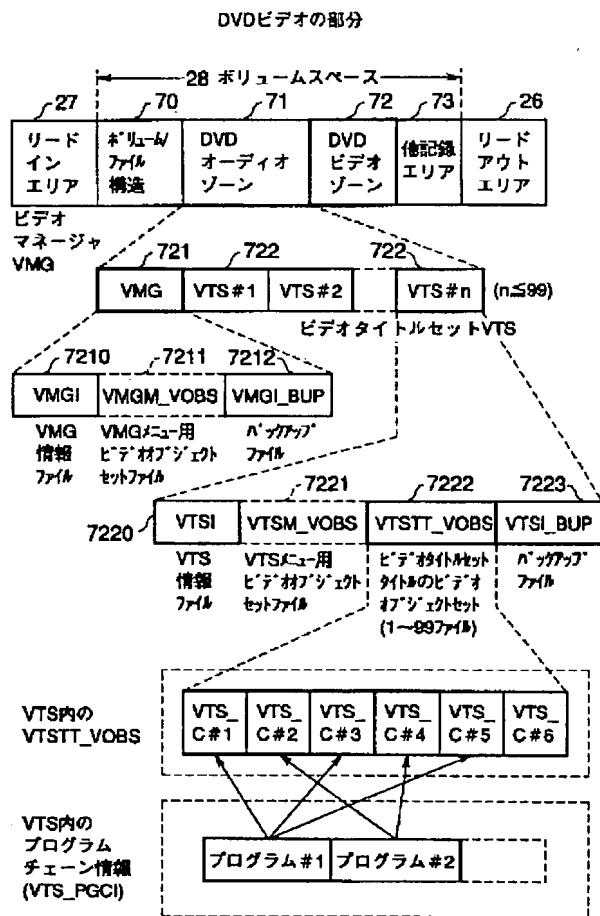 DVDビデオの部分
28 ボリュームスペース
27 70 71 72 73 26
リード
イン
エリア
ボリューム/
ファイル
構造
DVD
オーディオ
ゾーン
DVD
ビデオ
ゾーン
他記録
エリア
リード
アウト
エリア
ビデオ
マネージャ
VMG
721 722 722
VMG VTS#1 VTS#2 VTS#n (n≦99)
ビデオタイトルセットVTS
7210 7211 7212
VMGI VMGM_VOBS VMGI_BUP
VMG
情報
ファイル
VMGメニュー用
ビデオオブジェクト
セットファイル
バックアップ
ファイル
7221 7222 7223
7220 VTSI VTSM_VOBS VTSTT_VOBS VTSI_BUP
VTS
情報
ファイル
VTSメニュー用
ビデオオブジェクト
セットファイル
ビデオタイトルセット
タイトルのビデオ
オブジェクトセット
(1〜99ファイル)
バックアップ
ファイル
VTS内の
VTSTT_VOBS
VTS_
C#1
VTS_
C#2
VTS_
C#3
VTS_
C#4
VTS_
C#5
VTS_
C#6
VTS内の
プログラム
チェーン情報
(VTS_PGCI)
プログラム#1 プログラム#2